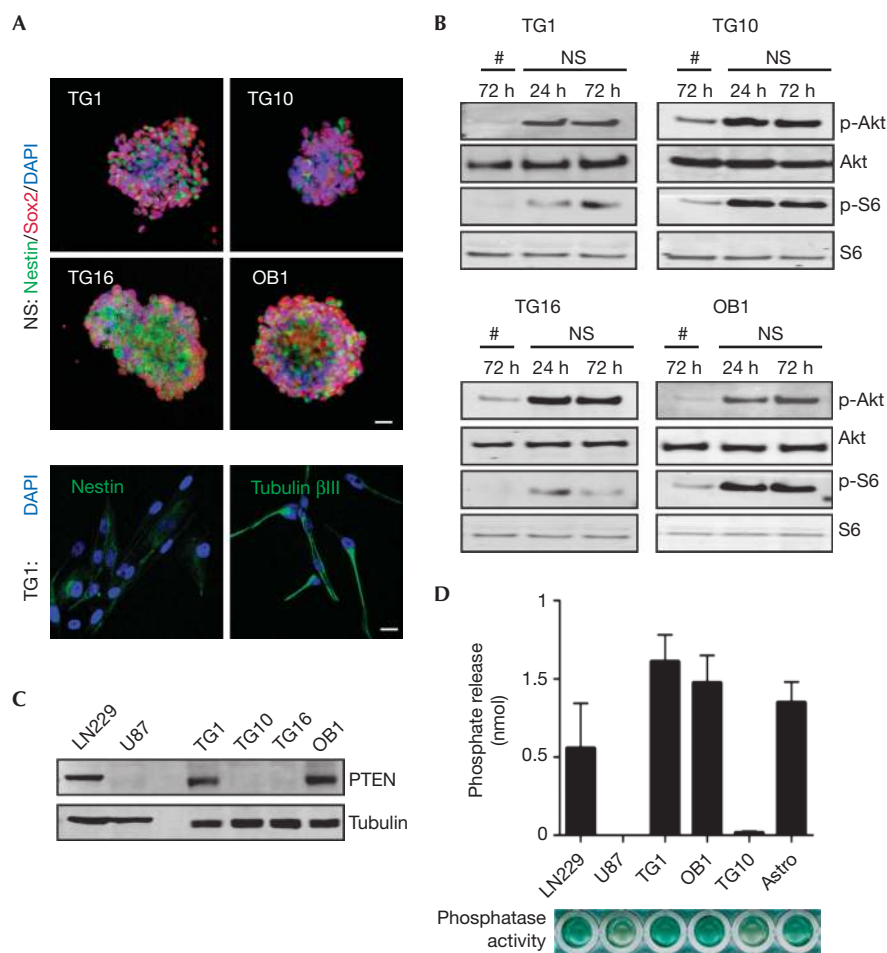 A
NS: Nestin/Sox2/DAPI
TG1
TG10
TG16
OB1
TG1: DAPI
Nestin
Tubulin βIII
B
TG1
# NS
72 h 24 h 72 h
TG10
# NS
72 h 24 h 72 h
p-Akt
Akt
p-S6
S6
TG16
# NS
72 h 24 h 72 h
OB1
# NS
72 h 24 h 72 h
p-Akt
Akt
p-S6
S6
C
LN229 U87 TG1 TG10 TG16 OB1
PTEN
Tubulin
D
Phosphate release
(nmol)
1
1.5
0.5
0
LN229 U87 TG1 OB1 TG10 Astro
Phosphatase
activity